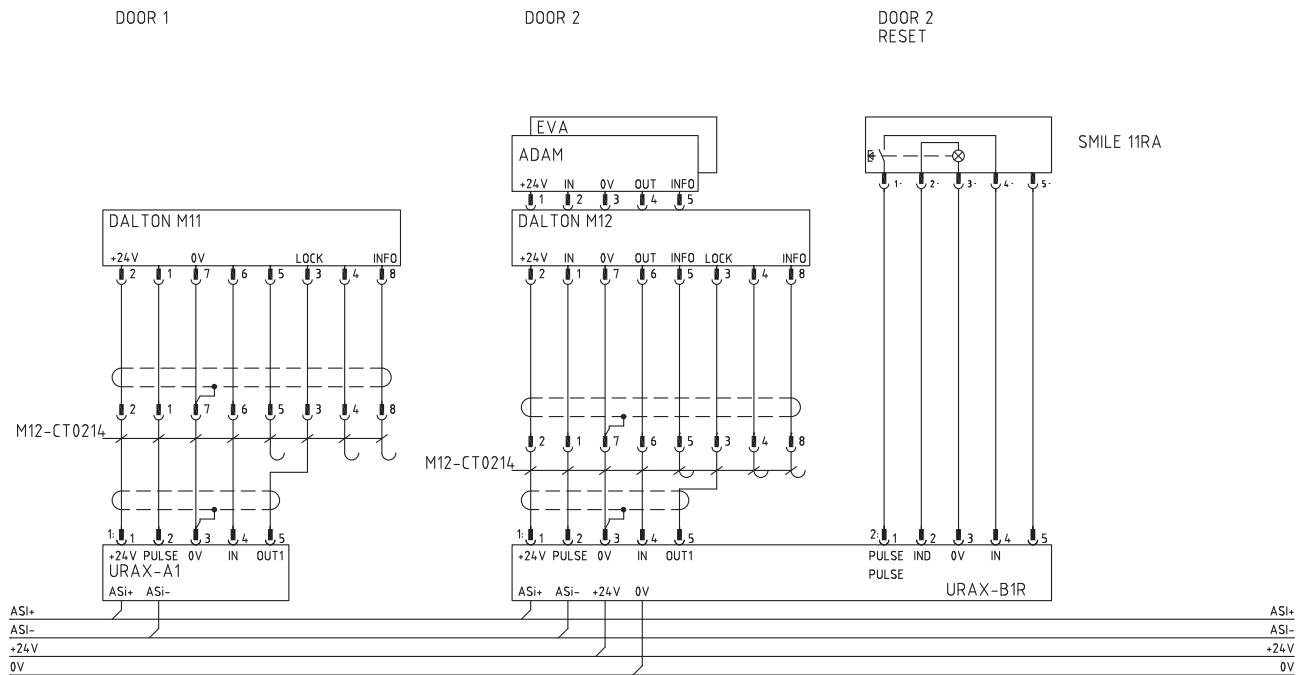 DOOR 1
DOOR 2
DOOR 2
RESET
EVA
ADAM
+24V IN 0V OUT INFO
1 2 3 4 5
SMILE 11RA
1- 2- 3- 4- 5-
DALTON M11
+24V 0V LOCK INFO
2 1 7 6 5 3 4 8
DALTON M12
+24V IN 0V OUT INFO LOCK INFO
2 1 7 6 5 3 4 8
2 1 7 6 5 3 4 8
M12-CT0214
2 1 7 6 5 3 4 8
M12-CT0214
1: 1 2 3 4 5
+24V PULSE 0V IN OUT1
URAX-A1
ASi+ ASi-
1: 1 2 3 4 5
+24V PULSE 0V IN OUT1
ASi+ ASi- +24V 0V
2: 1 2 3 4 5
PULSE IND 0V IN
PULSE
URAX-B1R
ASI+ ASI+
ASI- ASI-
+24V +24V
0V 0V